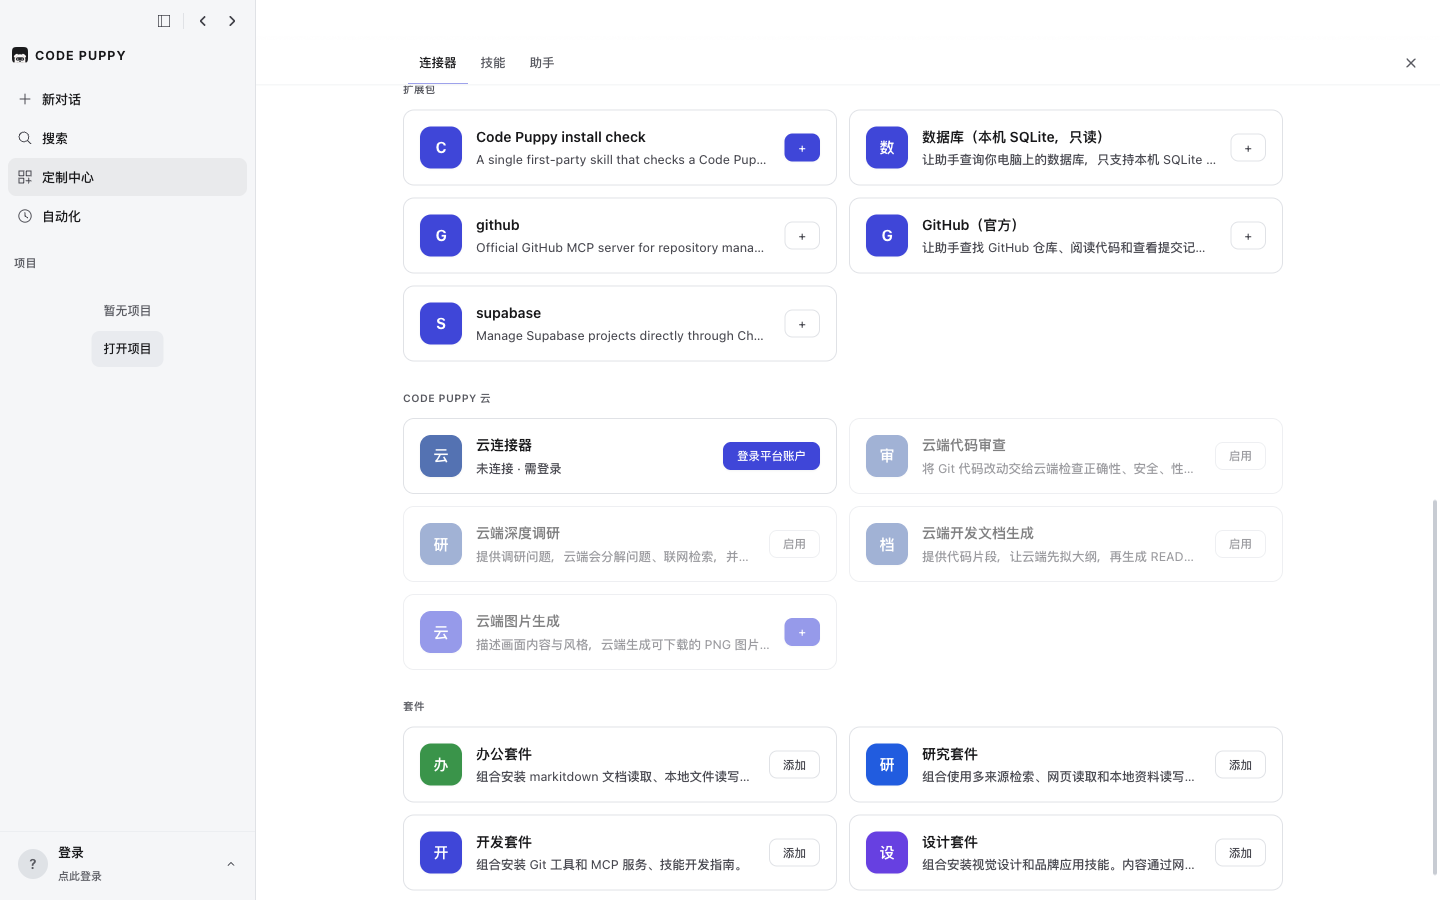 CODE PUPPY
新对话
搜索
定制中心
自动化
项目
暂无项目
打开项目
?
登录
点此登录
连接器
技能
助手
扩展包
C
Code Puppy install check
A single first-party skill that checks a Code Pup...
+
数
数据库（本机 SQLite，只读）
让助手查询你电脑上的数据库，只支持本机 SQLite ...
+
G
github
Official GitHub MCP server for repository mana...
+
G
GitHub（官方）
让助手查找 GitHub 仓库、阅读代码和查看提交记...
+
S
supabase
Manage Supabase projects directly through Ch...
+
CODE PUPPY 云
云
云连接器
未连接 · 需登录
登录平台账户
审
云端代码审查
将 Git 代码改动交给云端检查正确性、安全、性...
启用
研
云端深度调研
提供调研问题，云端会分解问题、联网检索，并...
启用
档
云端开发文档生成
提供代码片段，让云端先拟大纲，再生成 READ...
启用
云
云端图片生成
描述画面内容与风格，云端生成可下载的 PNG 图片...
+
套件
办
办公套件
组合安装 markitdown 文档读取、本地文件读写...
添加
研
研究套件
组合使用多来源检索、网页读取和本地资料读写...
添加
开
开发套件
组合安装 Git 工具和 MCP 服务、技能开发指南。
添加
设
设计套件
组合安装视觉设计和品牌应用技能。内容通过网...
添加